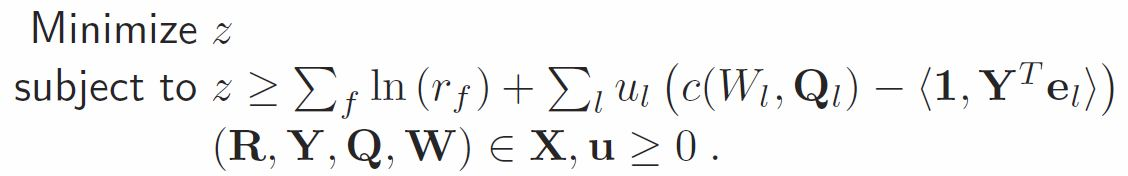 Minimize z
subject to z ≥ ∑_f ln (r_f) + ∑_l u_l (c(W_l, 𝐐_l) − ⟨𝟏, 𝐘^T 𝐞_l⟩)
(𝐑, 𝐘, 𝐐, 𝐖) ∈ 𝐗, 𝐮 ≥ 0 .